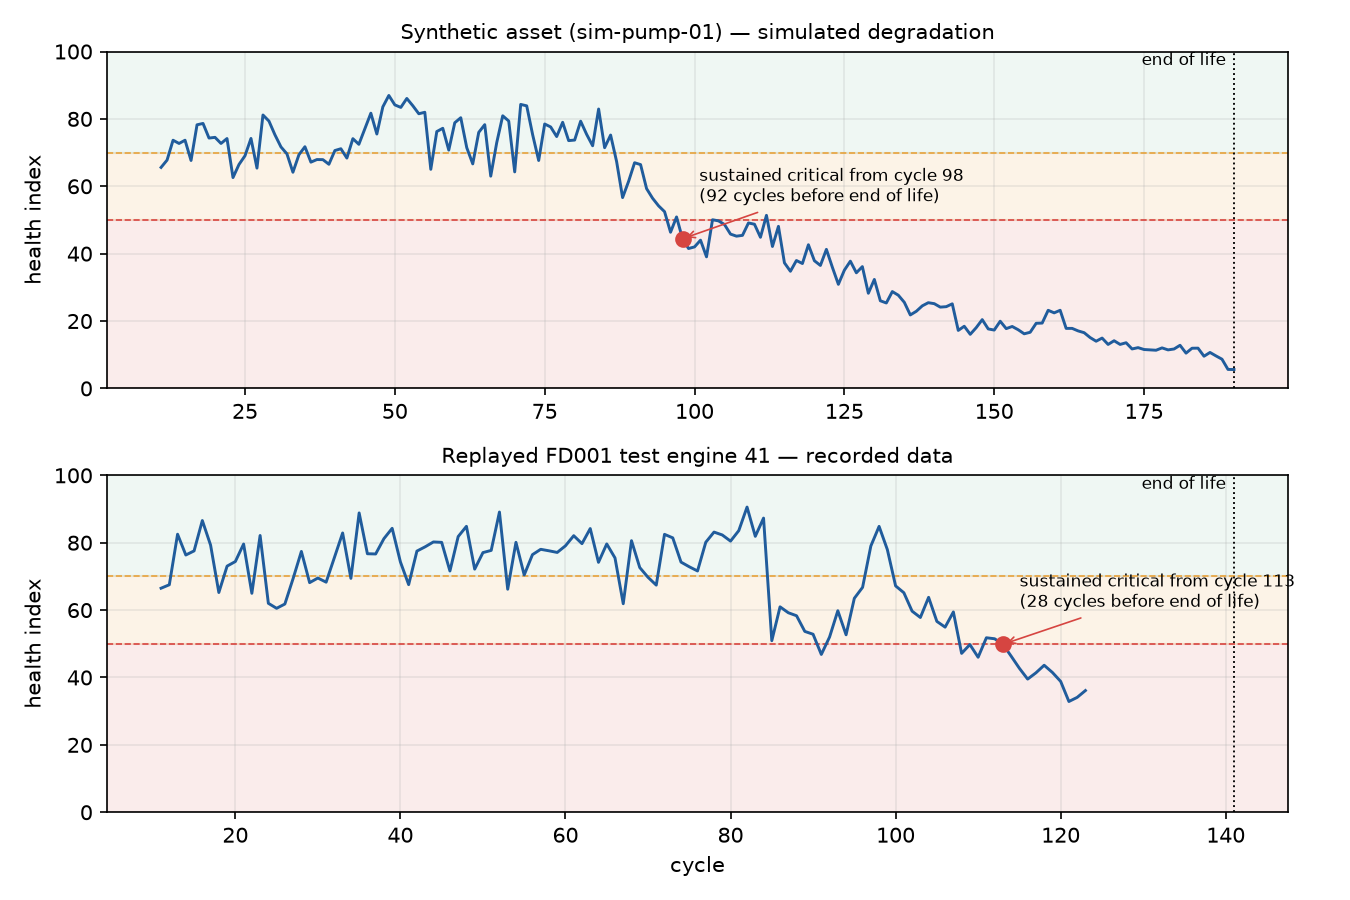 Synthetic asset (sim-pump-01) — simulated degradation
100
80
60
40
20
0
health index
end of life
sustained critical from cycle 98
(92 cycles before end of life)
25 50 75 100 125 150 175
Replayed FD001 test engine 41 — recorded data
100
80
60
40
20
0
health index
end of life
sustained critical from cycle 113
(28 cycles before end of life)
20 40 60 80 100 120 140
cycle